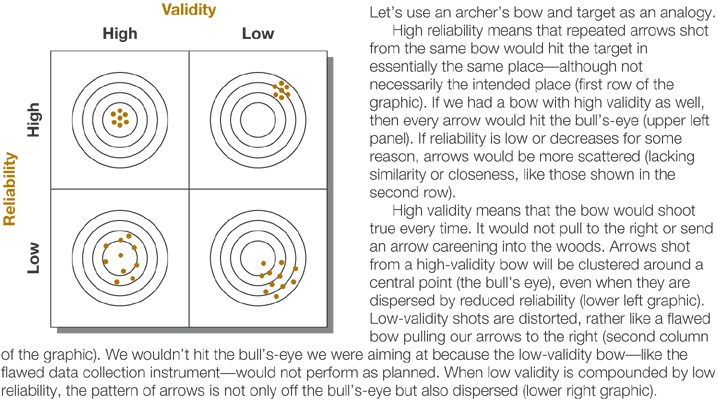 Validity
High
Low
Reliability
High
Low
Let's use an archer's bow and target as an analogy.
High reliability means that repeated arrows shot
from the same bow would hit the target in
essentially the same place—although not
necessarily the intended place (first row of the
graphic). If we had a bow with high validity as well,
then every arrow would hit the bull's-eye (upper left
panel). If reliability is low or decreases for some
reason, arrows would be more scattered (lacking
similarity or closeness, like those shown in the
second row).
High validity means that the bow would shoot
true every time. It would not pull to the right or send
an arrow careening into the woods. Arrows shot
from a high-validity bow will be clustered around a
central point (the bull's eye), even when they are
dispersed by reduced reliability (lower left graphic).
Low-validity shots are distorted, rather like a flawed
bow pulling our arrows to the right (second column
of the graphic). We wouldn't hit the bull's-eye we were aiming at because the low-validity bow—like the
flawed data collection instrument—would not perform as planned. When low validity is compounded by low
reliability, the pattern of arrows is not only off the bull's-eye but also dispersed (lower right graphic).